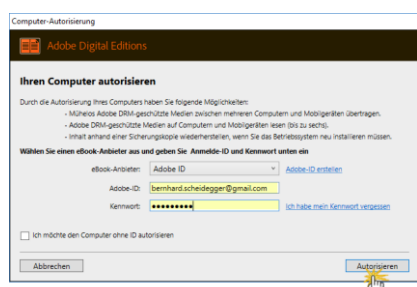 Computer-Autorisierung
Adobe Digital Editions
Ihren Computer autorisieren
Durch die Autorisierung Ihres Computers haben Sie folgende Möglichkeiten:
- Mühelos Adobe DRM-geschützte Medien zwischen mehreren Computern und Mobilgeräten übertragen.
- Adobe DRM-geschützte Medien auf Computern und Mobilgeräten lesen (bis zu sechs).
- Inhalt anhand einer Sicherungskopie wiederherstellen, wenn Sie das Betriebssystem neu installieren müssen.
Wählen Sie einen eBook-Anbieter aus und geben Sie Anmelde-ID und Kennwort unten ein
eBook-Anbieter: Adobe ID Adobe-ID erstellen
Adobe-ID: bernhard.scheidegger@gmail.com
Kennwort: ●●●●●●●●● Ich habe mein Kennwort vergessen
Ich möchte den Computer ohne ID autorisieren
Abbrechen Autorisieren